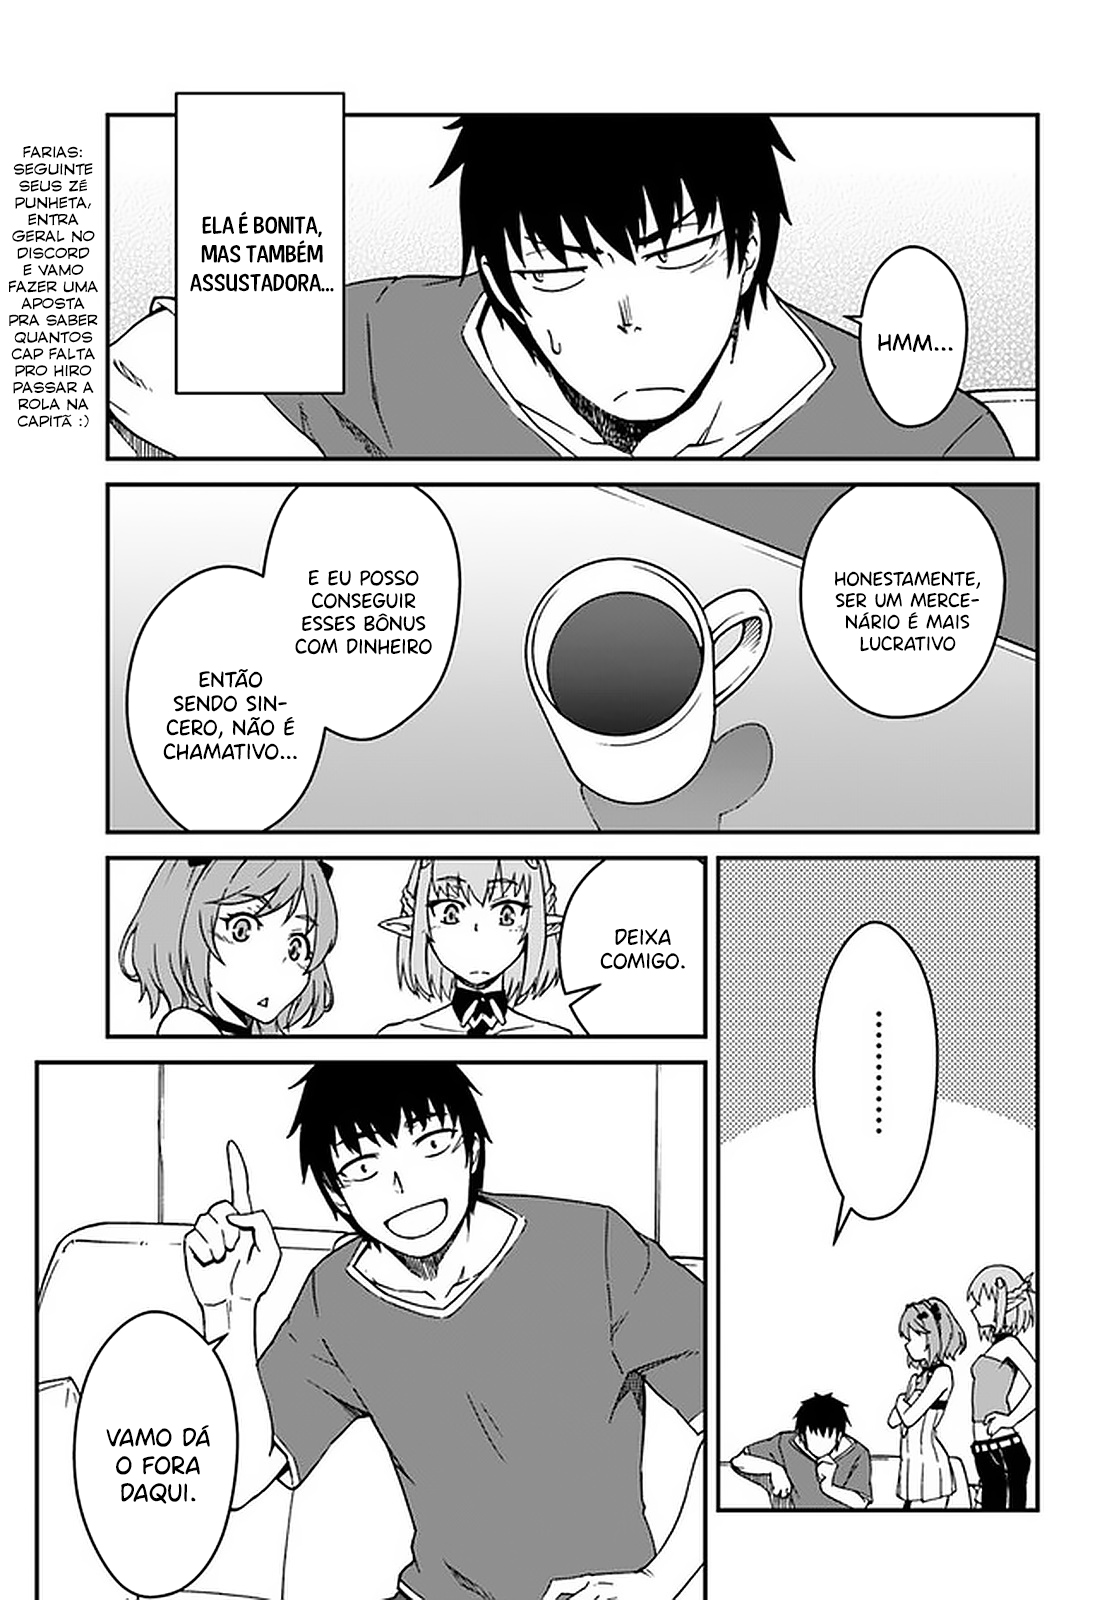 FARIAS:
SEGUINTE
SEUS ZÉ
PUNHETA,
ENTRA
GERAL NO
DISCORD
E VAMO
FAZER UMA
APOSTA
PRA SABER
QUANTOS
CAP FALTA
PRO HIRO
PASSAR A
ROLA NA
CAPITÃ :)
HMM...
ELA É BONITA,
MAS TAMBÉM
ASSUSTADORA...
HONESTAMENTE,
SER UM MERCE-
NÁRIO É MAIS
LUCRATIVO
E EU POSSO
CONSEGUIR
ESSES BÔNUS
COM DINHEIRO
ENTÃO
SENDO SIN-
CERO, NÃO É
CHAMATIVO...
............
DEIXA
COMIGO.
VAMO DÁ
O FORA
DAQUI.